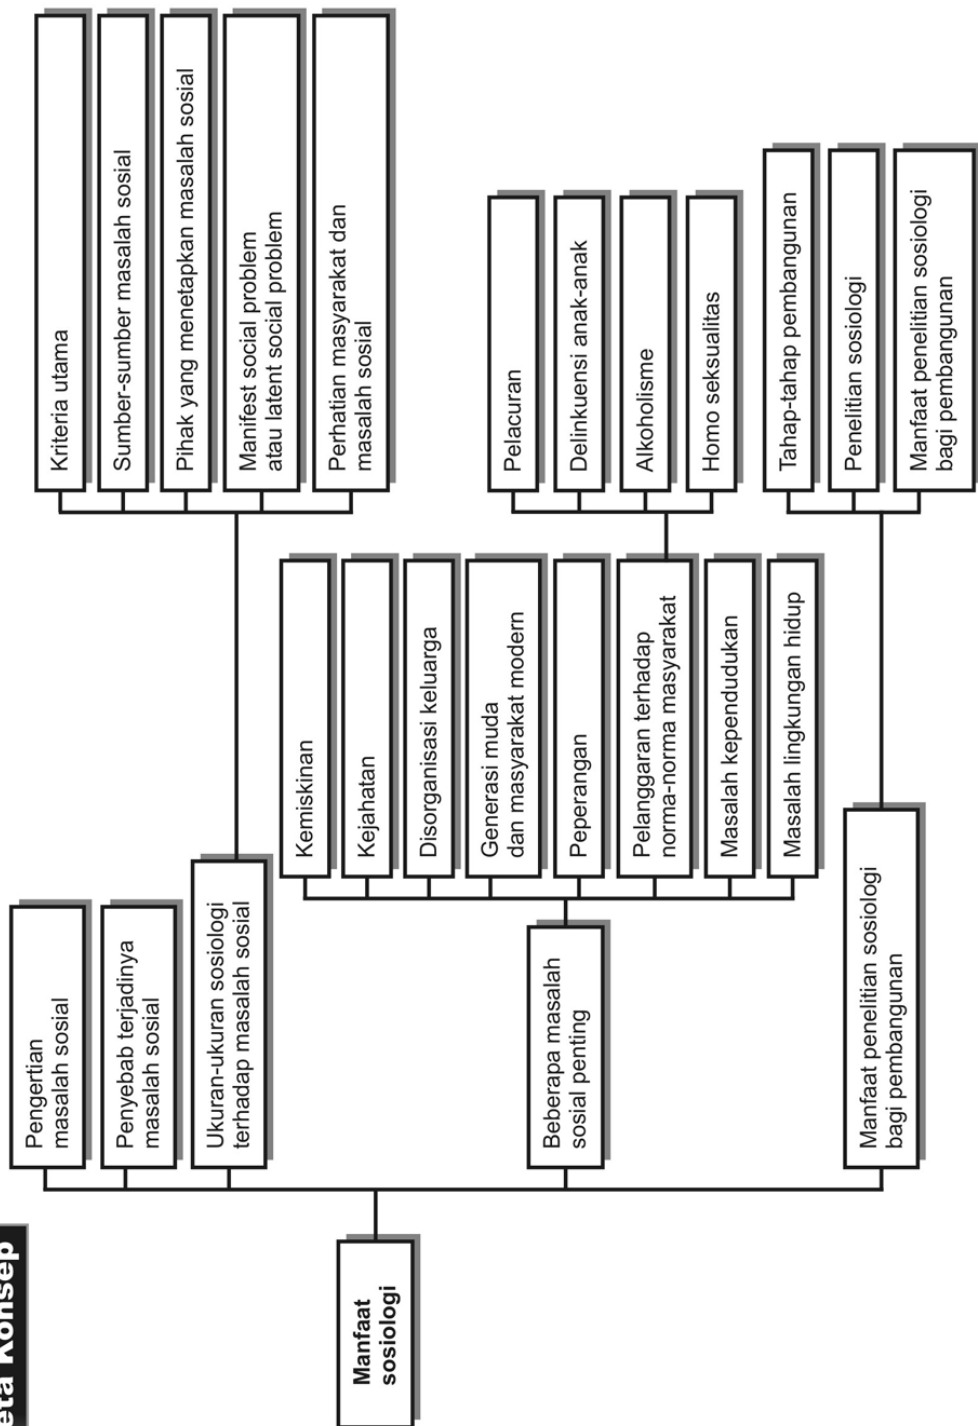 eta Konsep
Manfaat
sosiologi
Pengertian
masalah sosial
Penyebab terjadinya
masalah sosial
Ukuran-ukuran sosiologi
terhadap masalah sosial
Kriteria utama
Sumber-sumber masalah sosial
Pihak yang menetapkan masalah sosial
Manifest social problem
atau latent social problem
Perhatian masyarakat dan
masalah sosial
Beberapa masalah
sosial penting
Kemiskinan
Kejahatan
Disorganisasi keluarga
Generasi muda
dan masyarakat modern
Peperangan
Pelanggaran terhadap
norma-norma masyarakat
Pelacuran
Delinkuensi anak-anak
Alkoholisme
Homo seksualitas
Masalah kependudukan
Masalah lingkungan hidup
Manfaat penelitian sosiologi
bagi pembangunan
Tahap-tahap pembangunan
Penelitian sosiologi
Manfaat penelitian sosiologi
bagi pembangunan